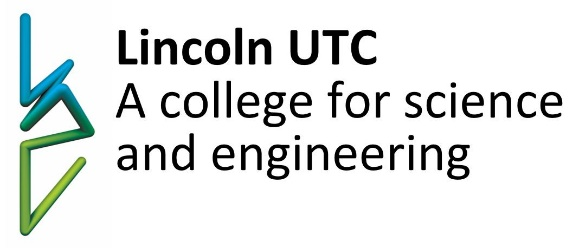 Lincoln UTC
A college for science
and engineering